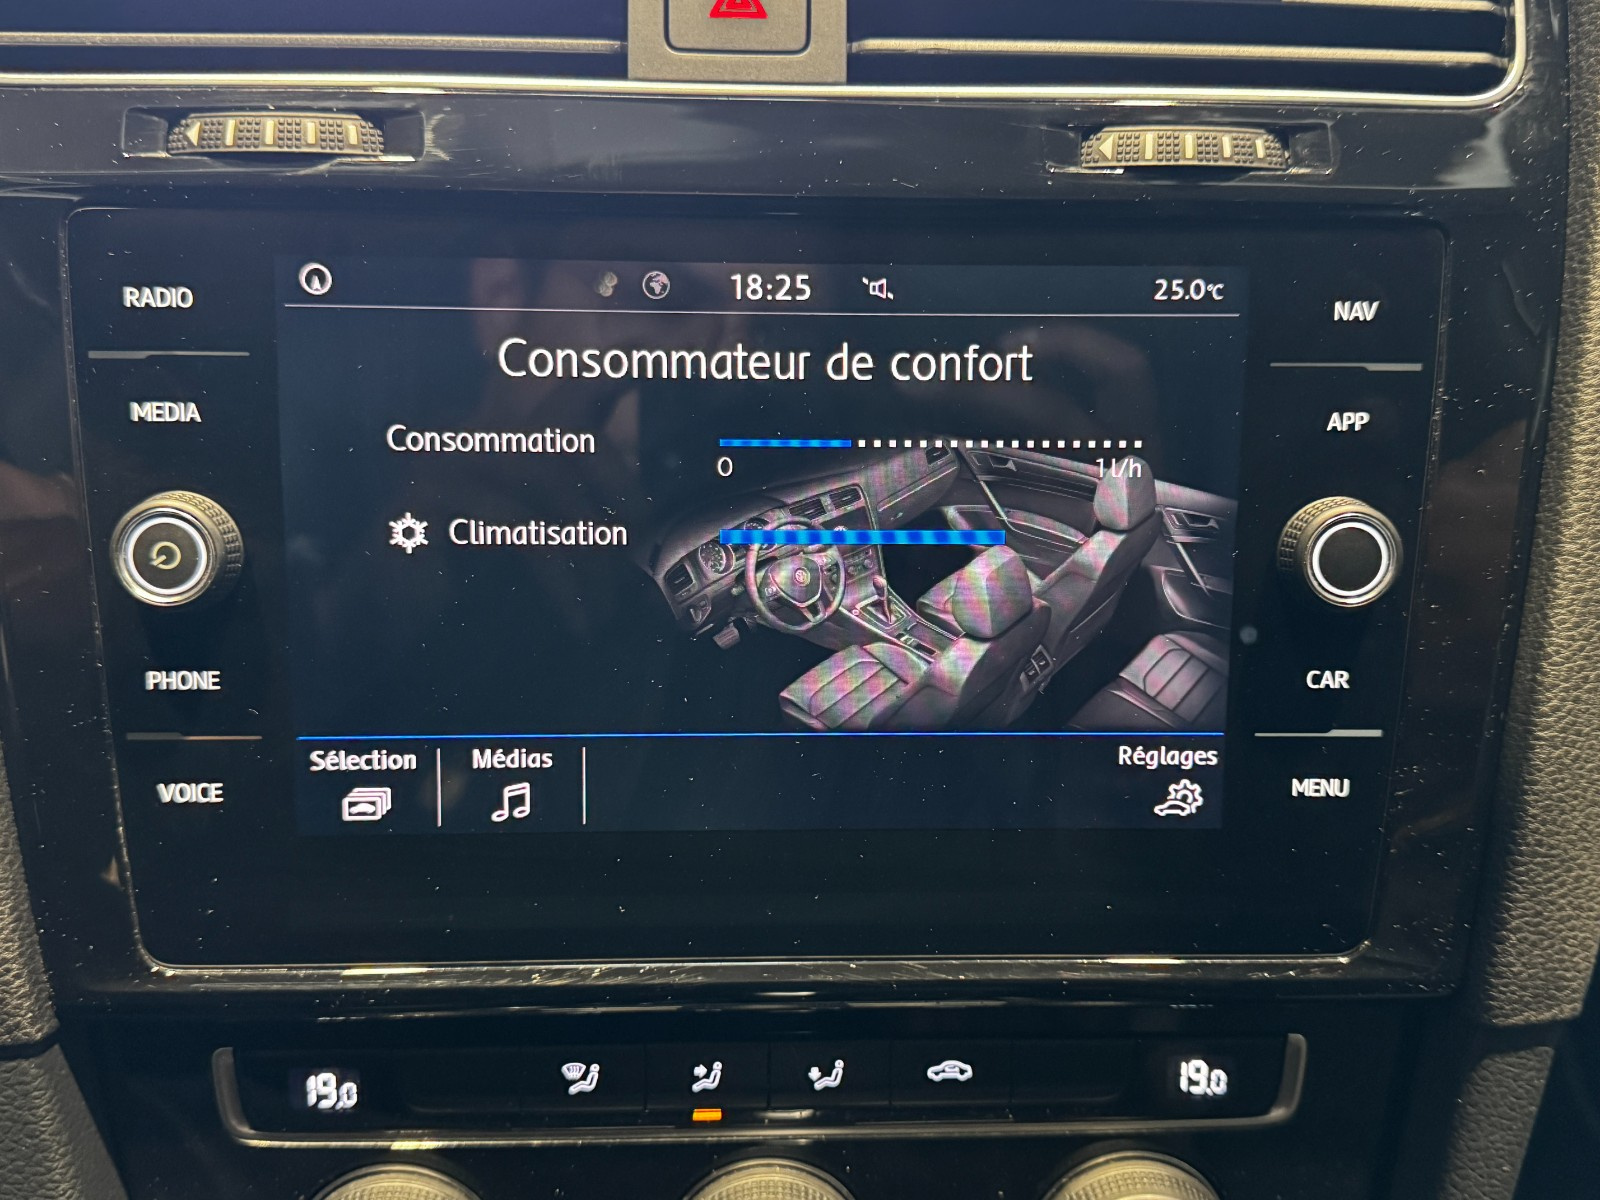 18:25
25.0°C
RADIO
NAV
Consommateur de confort
MEDIA
APP
Consommation
0
1 l/h
Climatisation
PHONE
CAR
Sélection
Médias
Réglages
VOICE
MENU
19.0
19.0